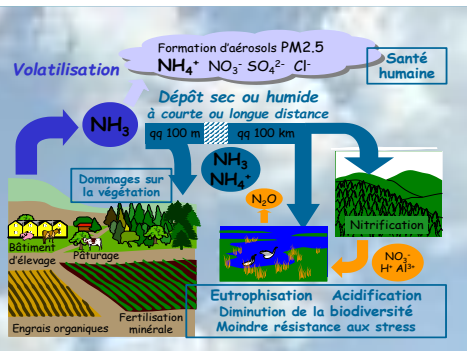 Formation d'aérosols PM2.5
NH₄⁺ NO₃⁻ SO₄²⁻ Cl⁻
Santé
humaine
Volatilisation
Dépôt sec ou humide
à courte ou longue distance
NH₃
qq 100 m
qq 100 km
NH₃
NH₄⁺
Dommages sur
la végétation
N₂O
Nitrification
Bâtiment
d'élevage
Pâturage
NO₃⁻
H⁺ Al³⁺
Eutrophisation Acidification
Diminution de la biodiversité
Moindre résistance aux stress
Fertilisation
minérale
Engrais organiques